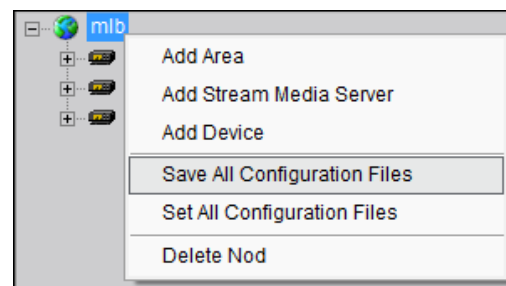 mlb
Add Area
Add Stream Media Server
Add Device
Save All Configuration Files
Set All Configuration Files
Delete Nod